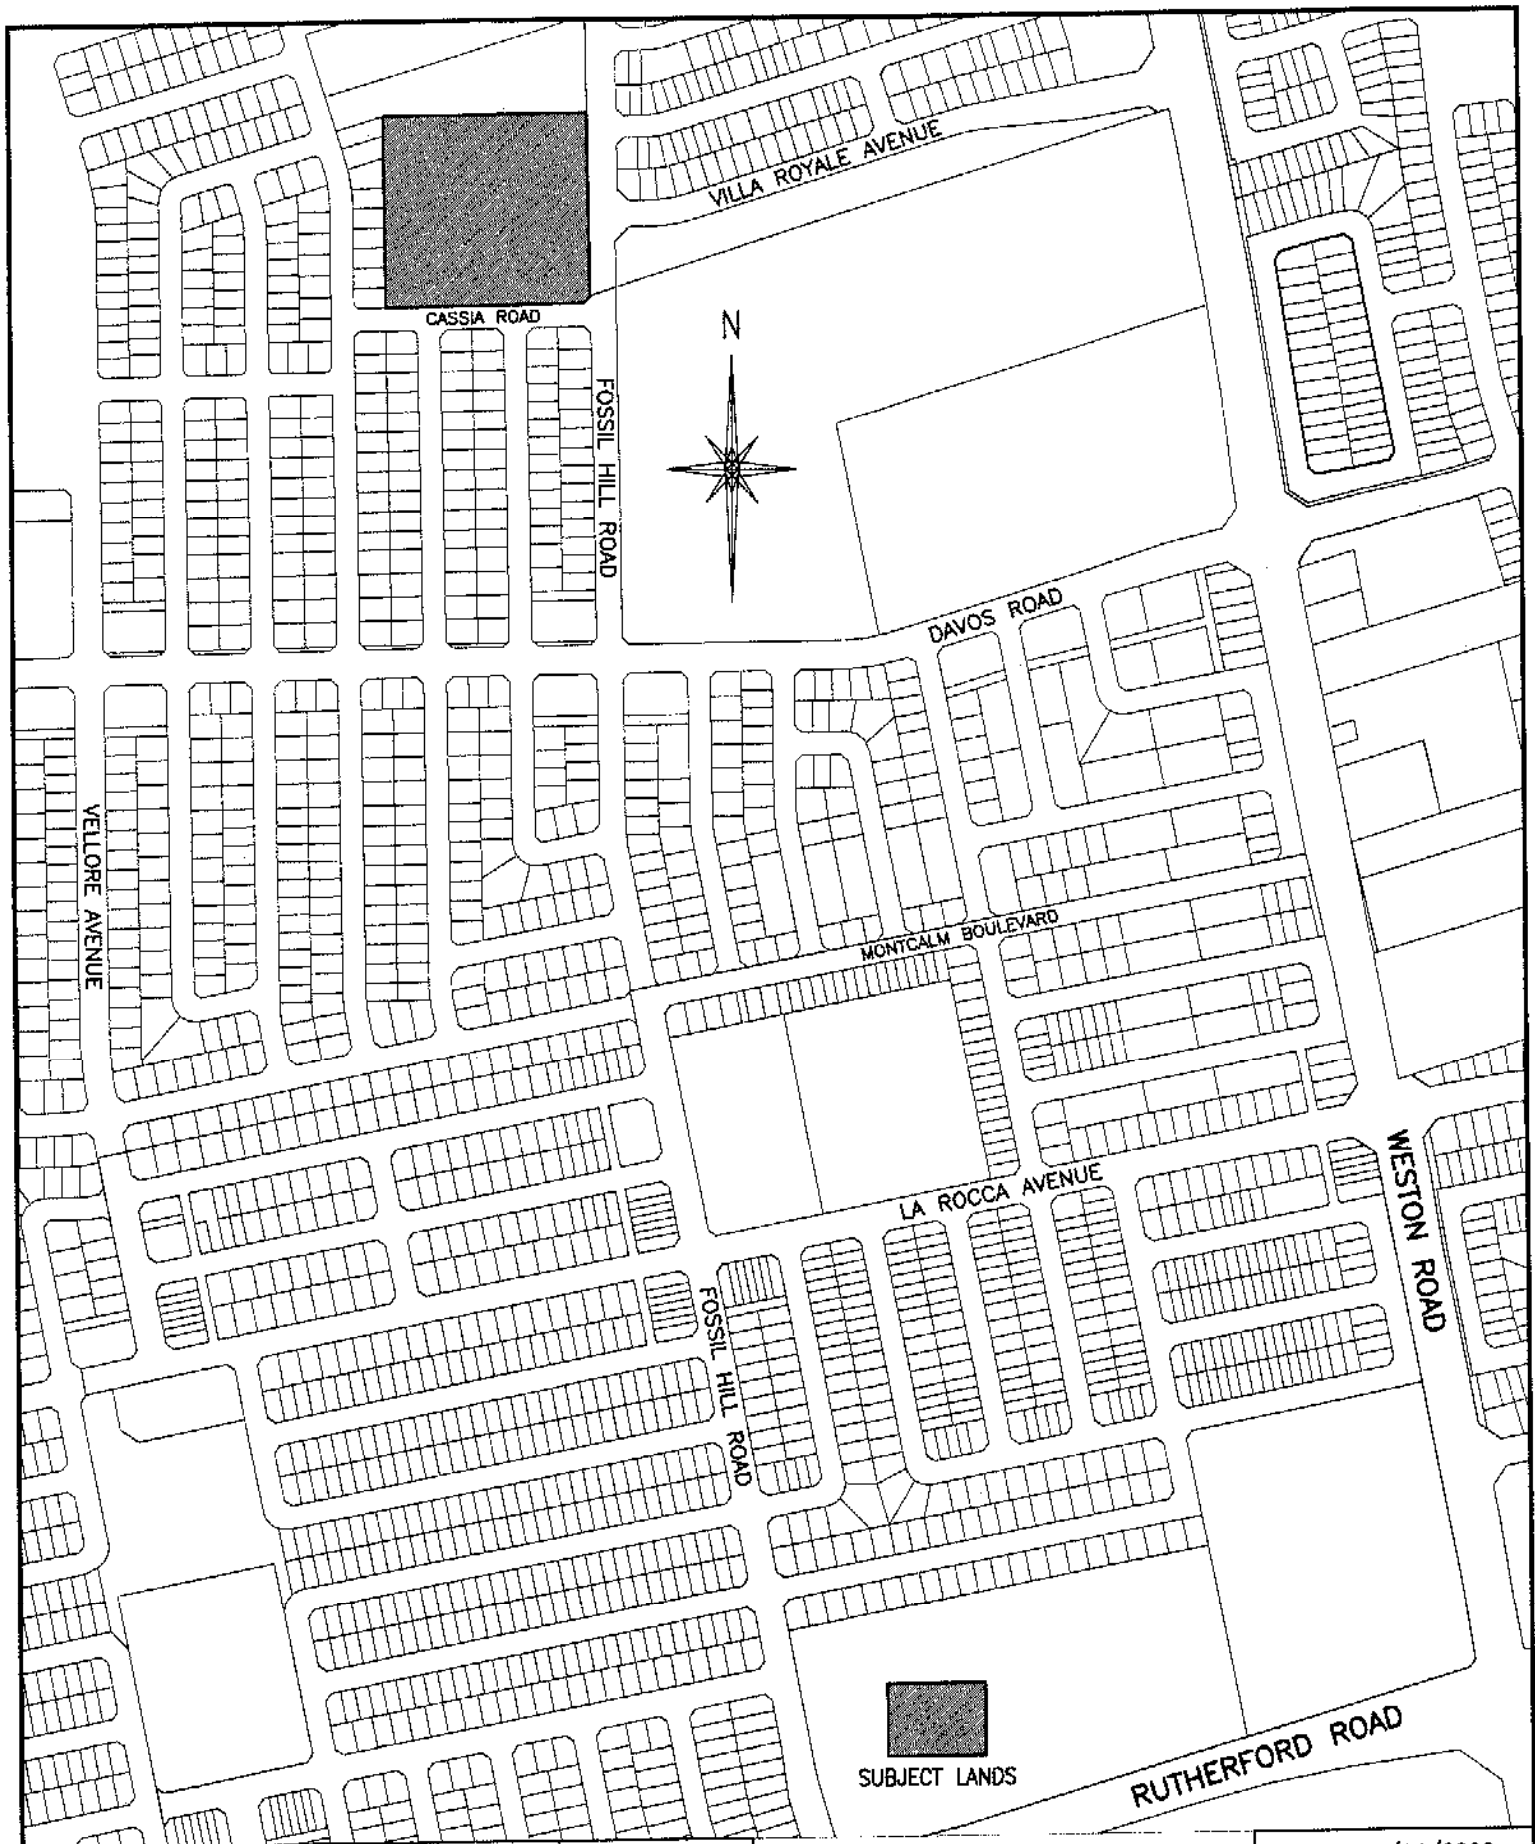 VILLA ROYALE AVENUE
CASSIA ROAD
N
FOSSIL HILL ROAD
DAVOS ROAD
VELLORE AVENUE
MONTCALM BOULEVARD
WESTON ROAD
LA ROCCA AVENUE
FOSSIL HILL ROAD
SUBJECT LANDS
RUTHERFORD ROAD